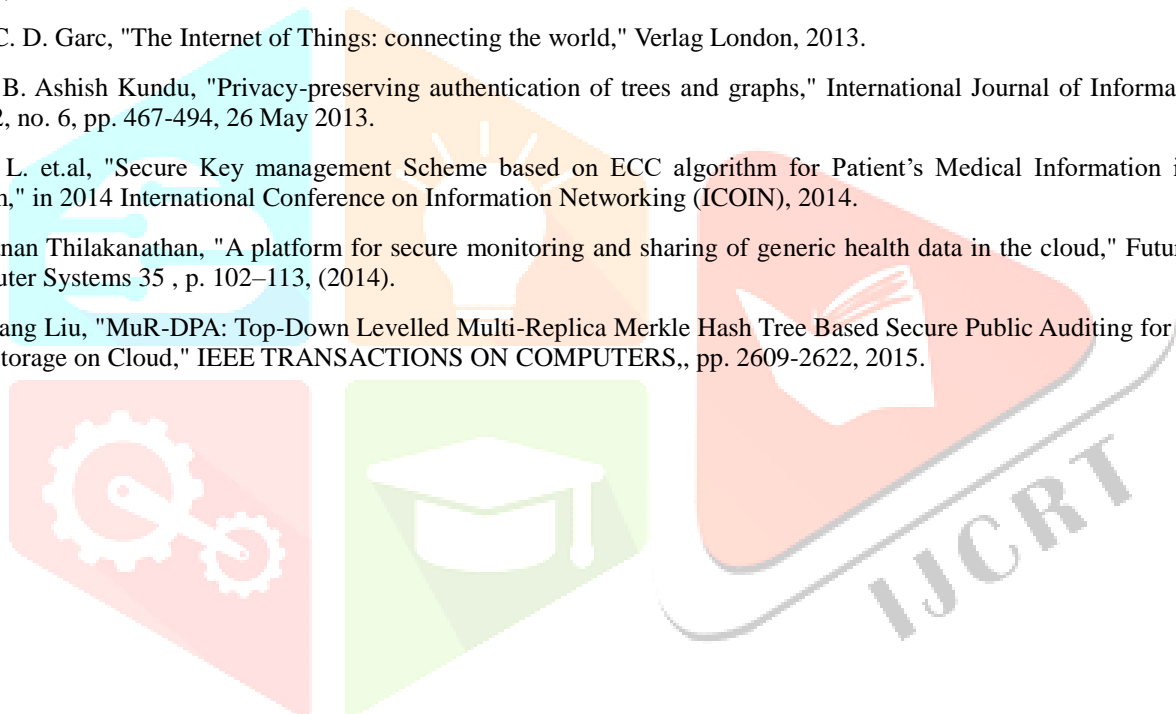 C. D. Garc, "The Internet of Things: connecting the world," Verlag London, 2013.
B. Ashish Kundu, "Privacy-preserving authentication of trees and graphs," International Journal of Informa
2, no. 6, pp. 467-494, 26 May 2013.
L. et.al, "Secure Key management Scheme based on ECC algorithm for Patient's Medical Information i
," in 2014 International Conference on Information Networking (ICOIN), 2014.
nan Thilakanathan, "A platform for secure monitoring and sharing of generic health data in the cloud," Futur
uter Systems 35 , p. 102–113, (2014).
ang Liu, "MuR-DPA: Top-Down Levelled Multi-Replica Merkle Hash Tree Based Secure Public Auditing for
torage on Cloud," IEEE TRANSACTIONS ON COMPUTERS,, pp. 2609-2622, 2015.
IJCRT